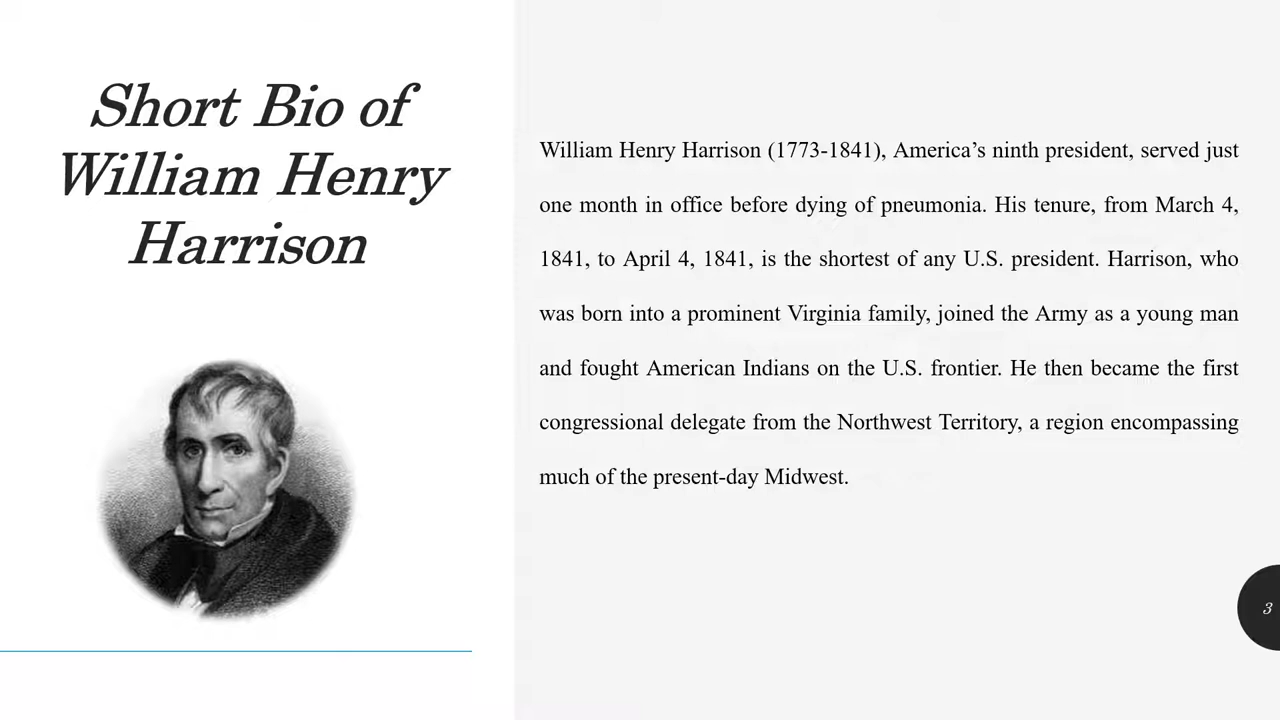 Short Bio of
William Henry
Harrison
William Henry Harrison (1773-1841), America’s ninth president, served just
one month in office before dying of pneumonia. His tenure, from March 4,
1841, to April 4, 1841, is the shortest of any U.S. president. Harrison, who
was born into a prominent Virginia family, joined the Army as a young man
and fought American Indians on the U.S. frontier. He then became the first
congressional delegate from the Northwest Territory, a region encompassing
much of the present-day Midwest.
3